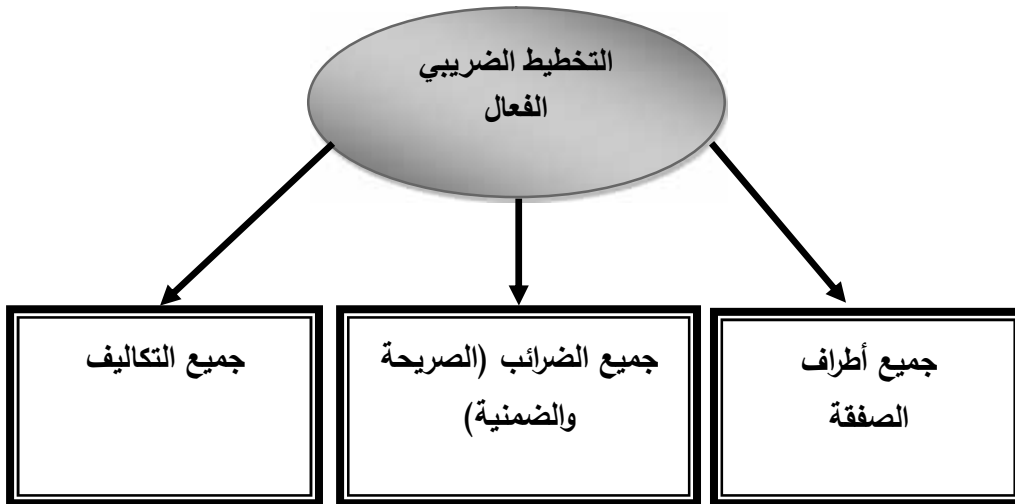 التخطيط الضريبي
الفعال
جميع أطراف
الصفقة
جميع الضرائب (الصريحة
والضمنية)
جميع التكاليف